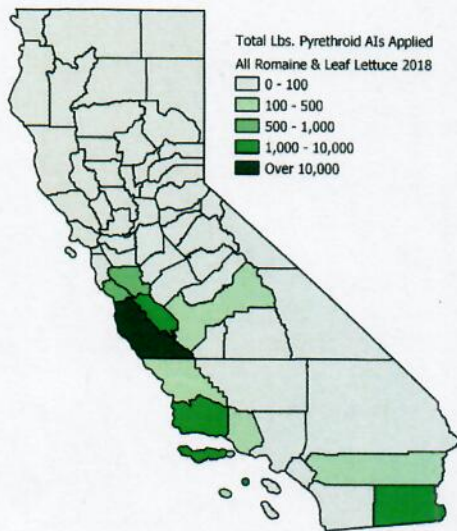 Total Lbs. Pyrethroid AIs Applied
All Romaine & Leaf Lettuce 2018
0 - 100
100 - 500
500 - 1,000
1,000 - 10,000
Over 10,000